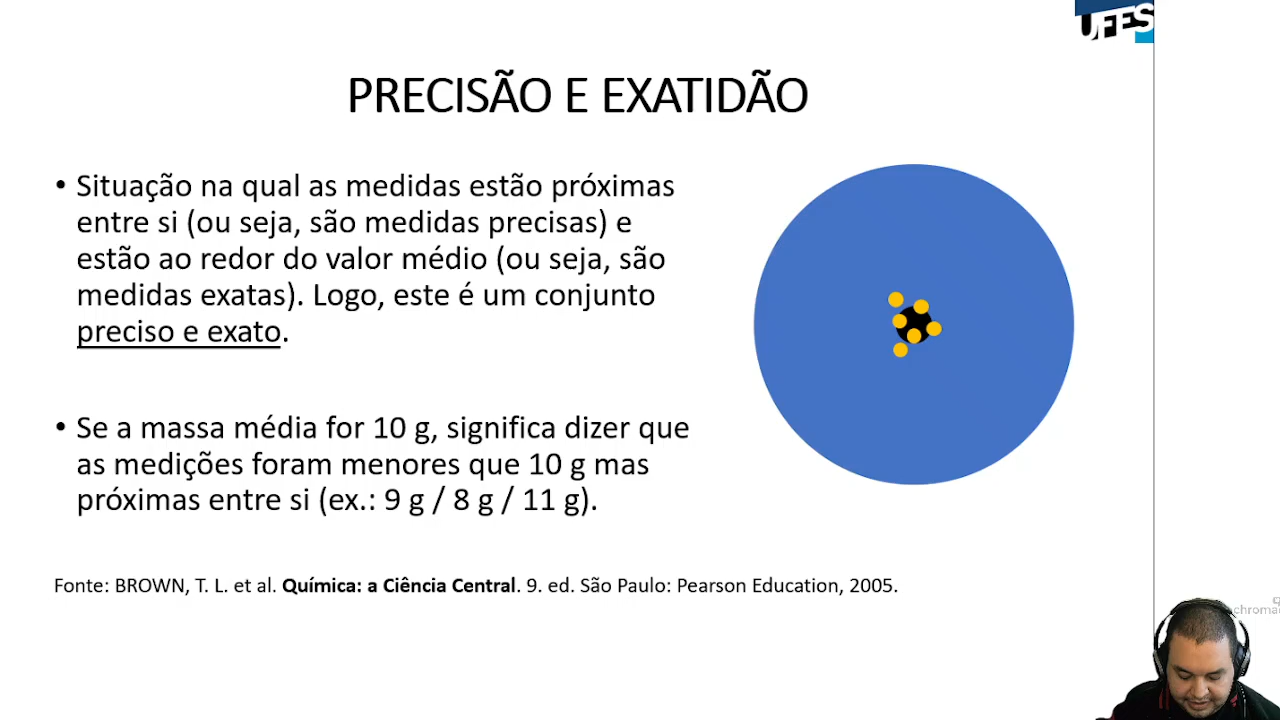 UFES
PRECISÃO E EXATIDÃO
• Situação na qual as medidas estão próximas
entre si (ou seja, são medidas precisas) e
estão ao redor do valor médio (ou seja, são
medidas exatas). Logo, este é um conjunto
preciso e exato.
• Se a massa média for 10 g, significa dizer que
as medições foram menores que 10 g mas
próximas entre si (ex.: 9 g / 8 g / 11 g).
Fonte: BROWN, T. L. et al. Química: a Ciência Central. 9. ed. São Paulo: Pearson Education, 2005.